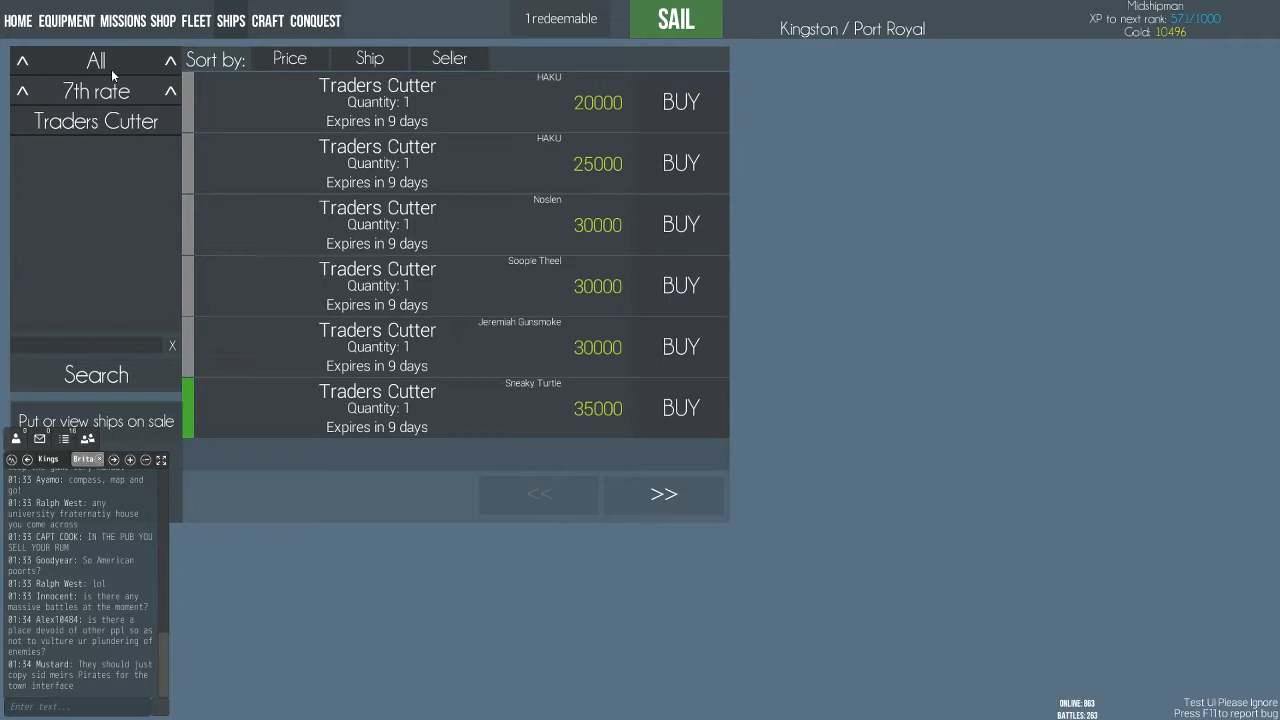 HOME EQUIPMENT MISSIONS SHOP FLEET SHIPS CRAFT CONQUEST
1 redeemable
SAIL
Kingston / Port Royal
Midshipman
XP to next rank: 571/1000
Gold: 10496
All
7th rate
Traders Cutter
X
Search
Put or view ships on sale
Sort by: Price Ship Seller
Traders Cutter HAKU
Quantity: 1 20000 BUY
Expires in 9 days
Traders Cutter HAKU
Quantity: 1 25000 BUY
Expires in 9 days
Traders Cutter Noslen
Quantity: 1 30000 BUY
Expires in 9 days
Traders Cutter Soople Theel
Quantity: 1 30000 BUY
Expires in 9 days
Traders Cutter Jeremiah Gunsmoke
Quantity: 1 30000 BUY
Expires in 9 days
Traders Cutter Sneaky Turtle
Quantity: 1 35000 BUY
Expires in 9 days
<< >>
0 0 16
Kings Brita
01:33 Ayamo: compass, map and
go!
01:33 Ralph West: any
university fraternatiy house
you come across
01:33 CAPT COOK: IN THE PUB YOU
SELL YOUR RUM
01:33 Goodyear: So American
poorts?
01:33 Ralph West: lol
01:33 Innocent: is there any
massive battles at the moment?
01:34 Alex10484: is there a
place devoid of other ppl so as
not to vulture ur plundering of
enemies?
01:34 Mustard: They should just
copy sid meirs Pirates for the
town interface
Enter text...
ONLINE: 863
BATTLES: 263
Test UI Please Ignore
Press F11 to report bug